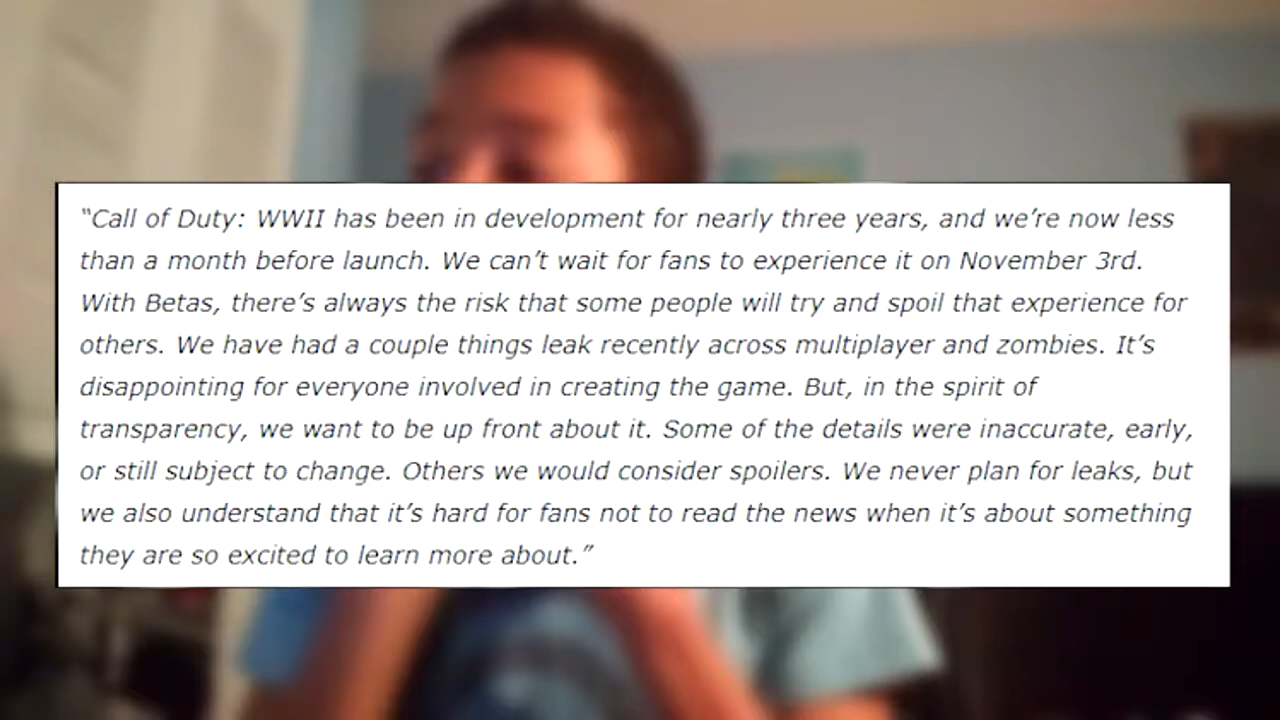 “Call of Duty: WWII has been in development for nearly three years, and we’re now less
than a month before launch. We can’t wait for fans to experience it on November 3rd.
With Betas, there’s always the risk that some people will try and spoil that experience for
others. We have had a couple things leak recently across multiplayer and zombies. It’s
disappointing for everyone involved in creating the game. But, in the spirit of
transparency, we want to be up front about it. Some of the details were inaccurate, early,
or still subject to change. Others we would consider spoilers. We never plan for leaks, but
we also understand that it’s hard for fans not to read the news when it’s about something
they are so excited to learn more about.”